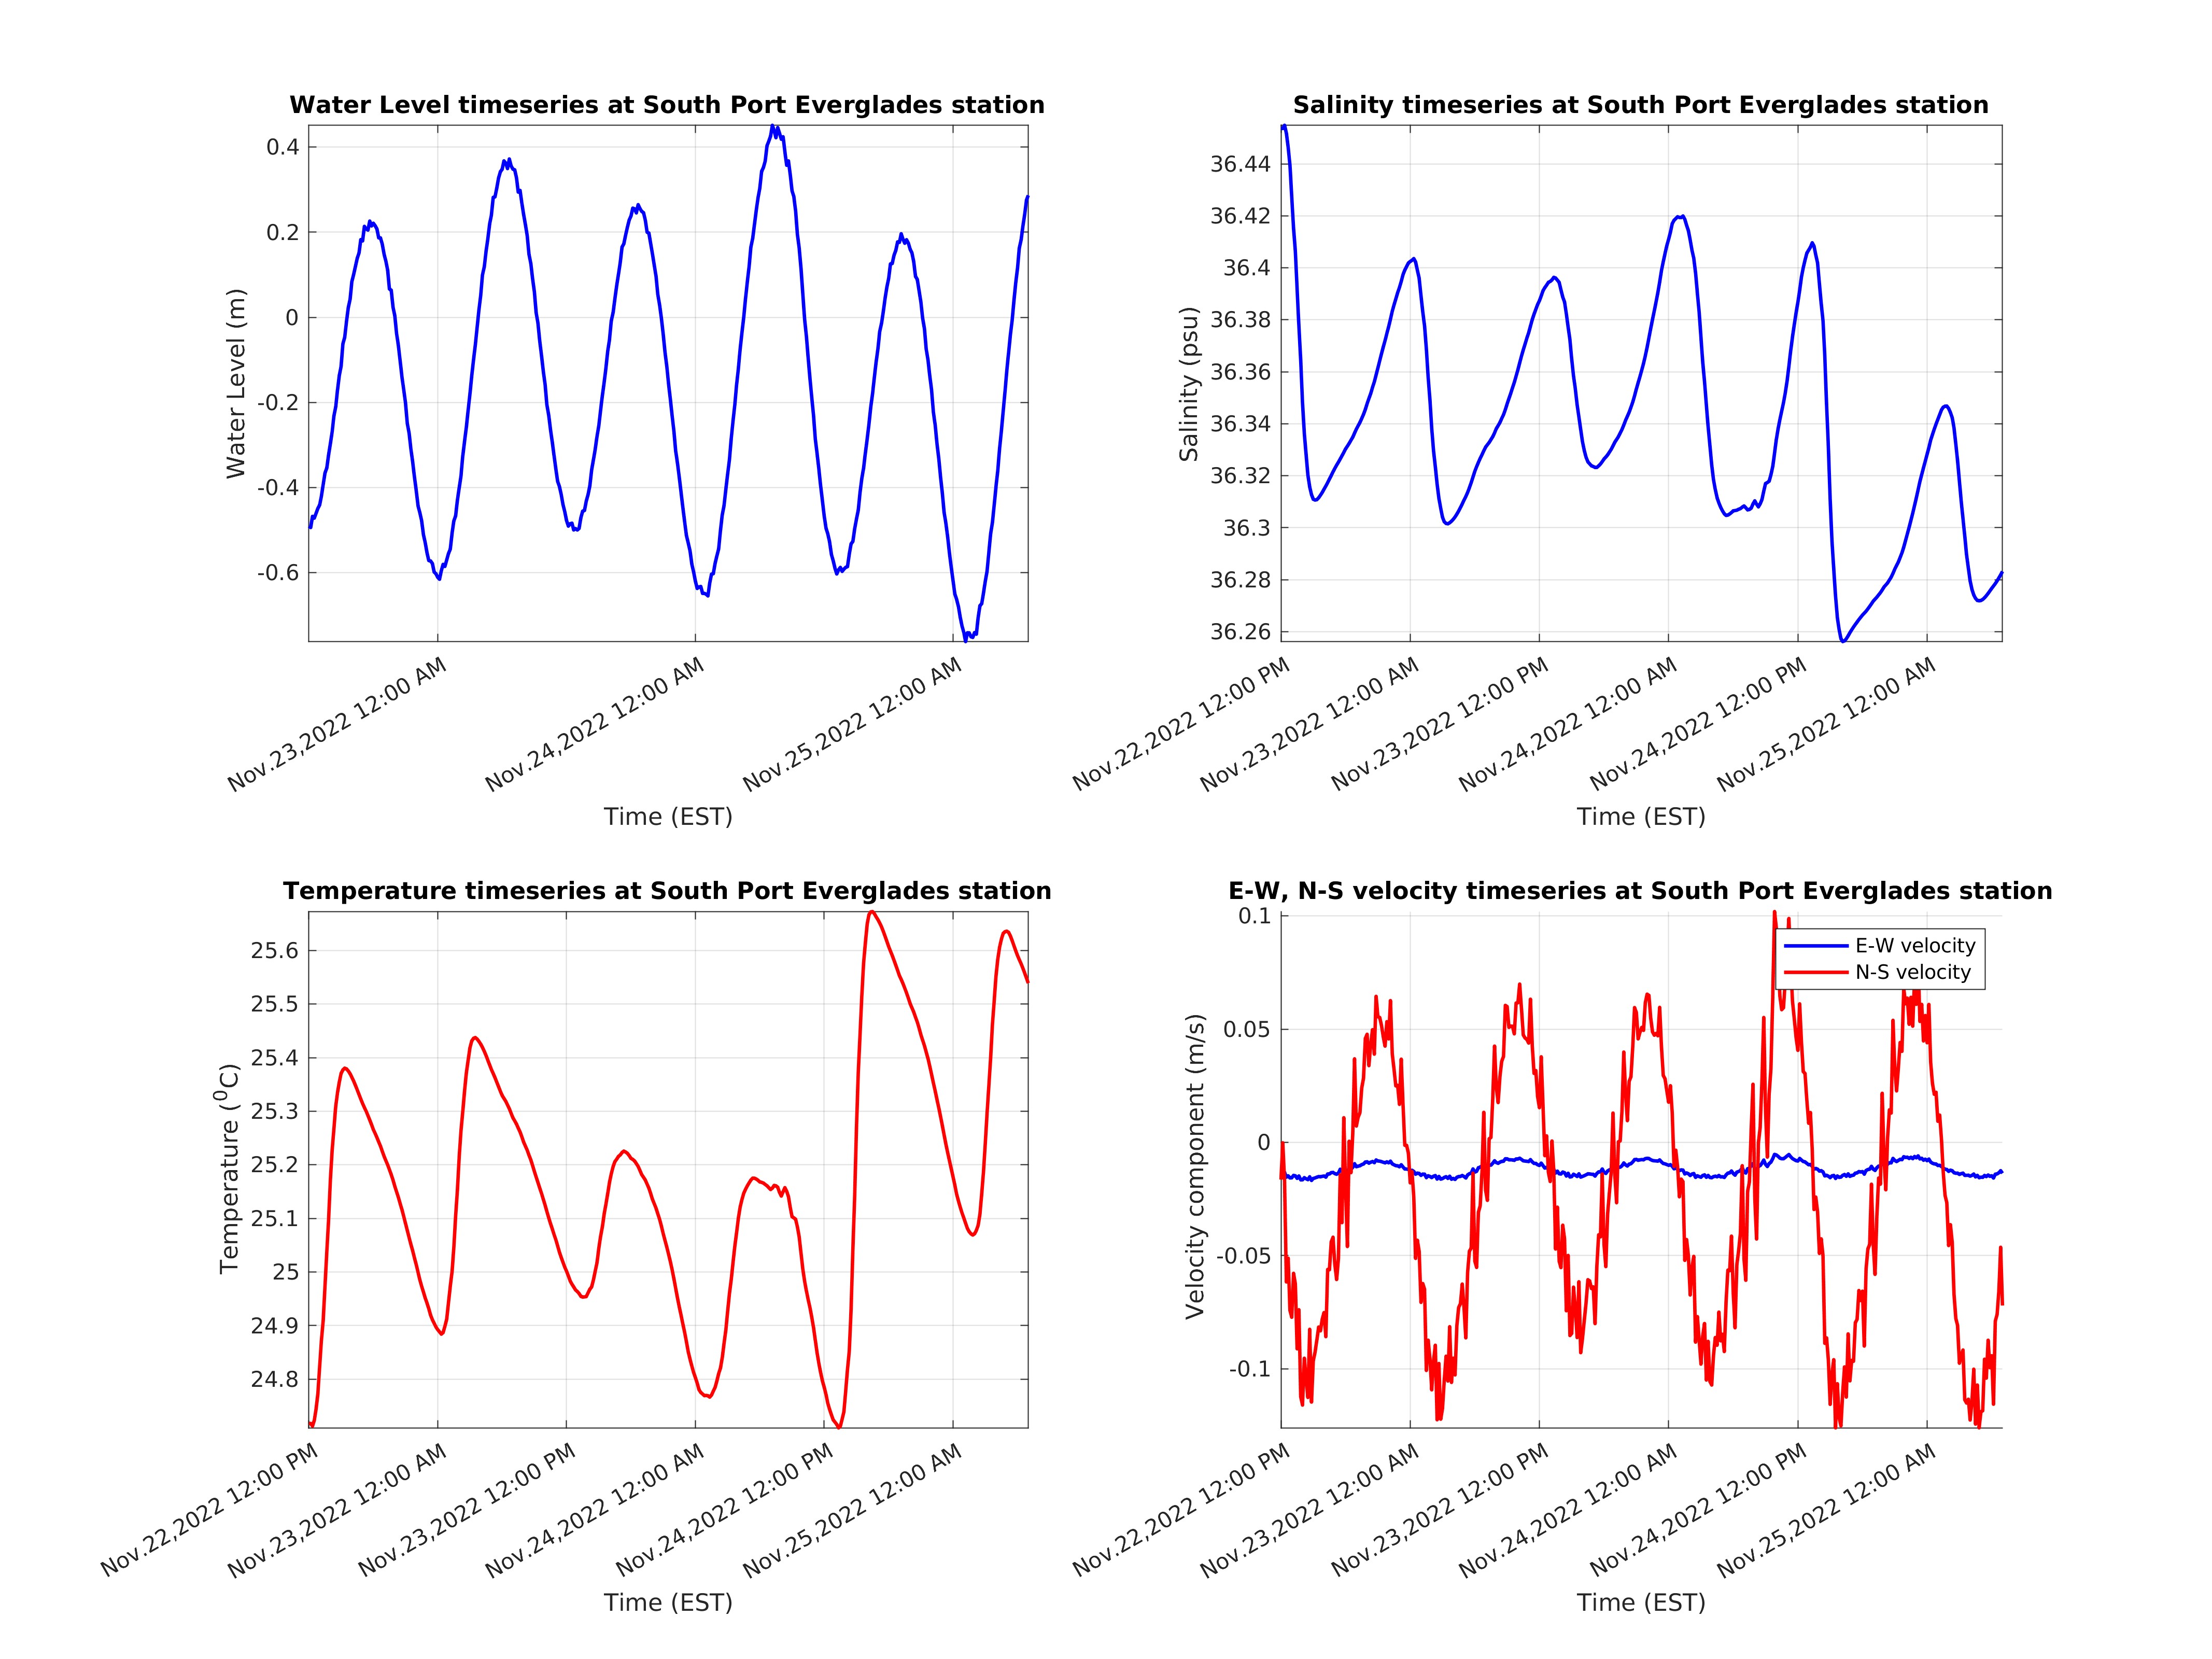 Water Level timeseries at South Port Everglades station
Water Level (m)
0.4
0.2
0
-0.2
-0.4
-0.6
Nov.23,2022 12:00 AM
Nov.24,2022 12:00 AM
Nov.25,2022 12:00 AM
Time (EST)
Salinity timeseries at South Port Everglades station
Salinity (psu)
36.44
36.42
36.4
36.38
36.36
36.34
36.32
36.3
36.28
36.26
Nov.22,2022 12:00 PM
Nov.23,2022 12:00 AM
Nov.23,2022 12:00 PM
Nov.24,2022 12:00 AM
Nov.24,2022 12:00 PM
Nov.25,2022 12:00 AM
Time (EST)
Temperature timeseries at South Port Everglades station
Temperature (⁰C)
25.6
25.5
25.4
25.3
25.2
25.1
25
24.9
24.8
Nov.22,2022 12:00 PM
Nov.23,2022 12:00 AM
Nov.23,2022 12:00 PM
Nov.24,2022 12:00 AM
Nov.24,2022 12:00 PM
Nov.25,2022 12:00 AM
Time (EST)
E-W, N-S velocity timeseries at South Port Everglades station
Velocity component (m/s)
0.1
0.05
0
-0.05
-0.1
E-W velocity
N-S velocity
Nov.22,2022 12:00 PM
Nov.23,2022 12:00 AM
Nov.23,2022 12:00 PM
Nov.24,2022 12:00 AM
Nov.24,2022 12:00 PM
Nov.25,2022 12:00 AM
Time (EST)